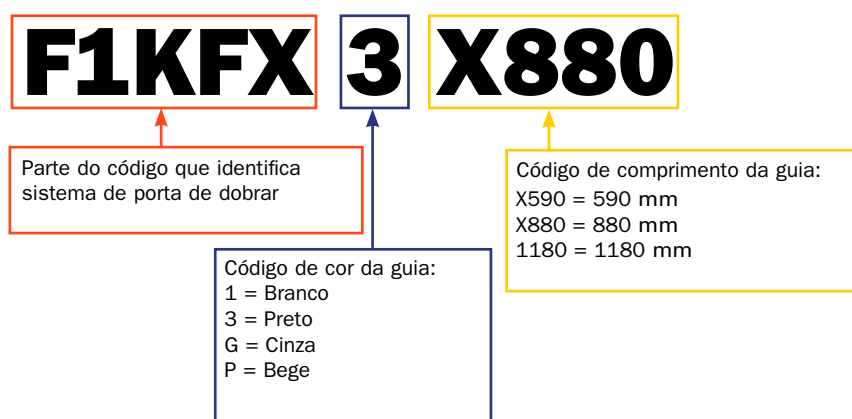 F1KFX 3 X880
Parte do código que identifica
sistema de porta de dobrar
Código de comprimento da guia:
X590 = 590 mm
X880 = 880 mm
1180 = 1180 mm
Código de cor da guia:
1 = Branco
3 = Preto
G = Cinza
P = Bege